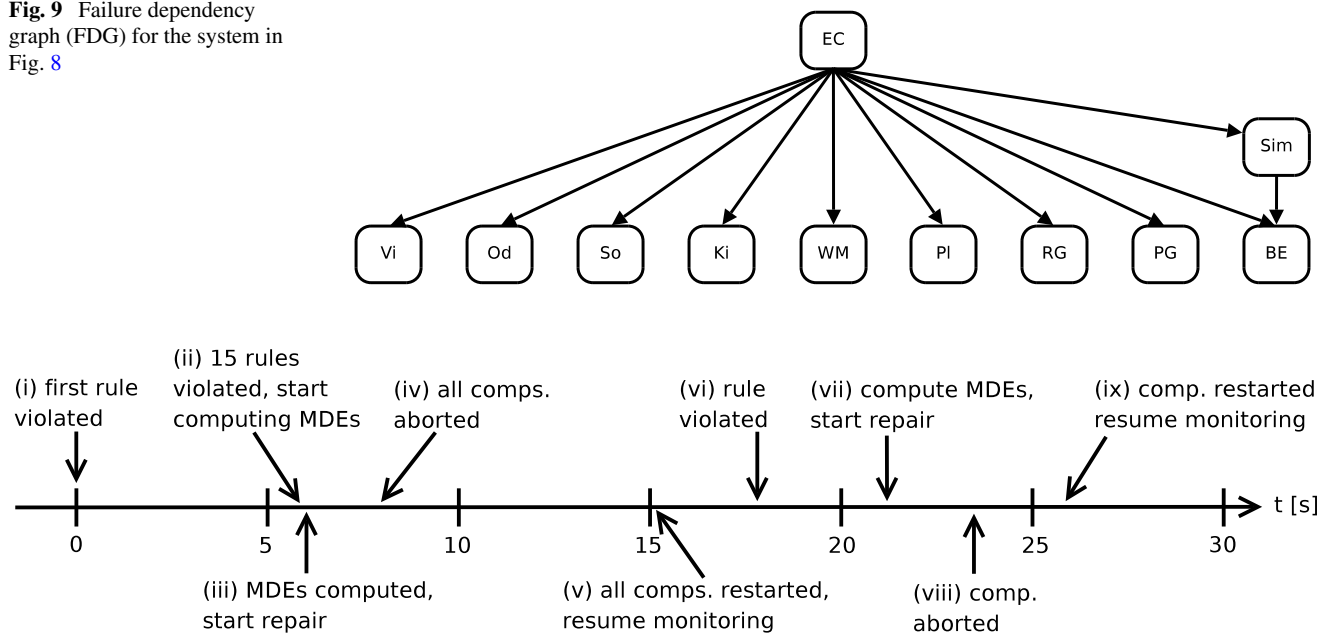 Fig. 9 Failure dependency
graph (FDG) for the system in
Fig. 8
EC
Sim
Vi
Od
So
Ki
WM
Pl
RG
PG
BE
(i) first rule
violated
(ii) 15 rules
violated, start
computing MDEs
(iv) all comps.
aborted
(vi) rule
violated
(vii) compute MDEs,
start repair
(ix) comp. restarted
resume monitoring
t [s]
0
5
10
15
20
25
30
(iii) MDEs computed,
start repair
(v) all comps. restarted,
resume monitoring
(viii) comp.
aborted